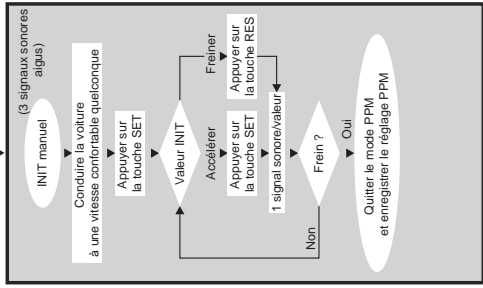 (3 signaux sonores
aigus)
INIT manuel
Conduire la voiture
à une vitesse confortable quelconque
Appuyer sur
la touche SET
Valeur INIT
Accélérer
Freiner
Appuyer sur
la touche SET
Appuyer sur
la touche RES
1 signal sonore/valeur
Frein ?
Non
Oui
Quitter le mode PPM
et enregistrer le réglage PPM